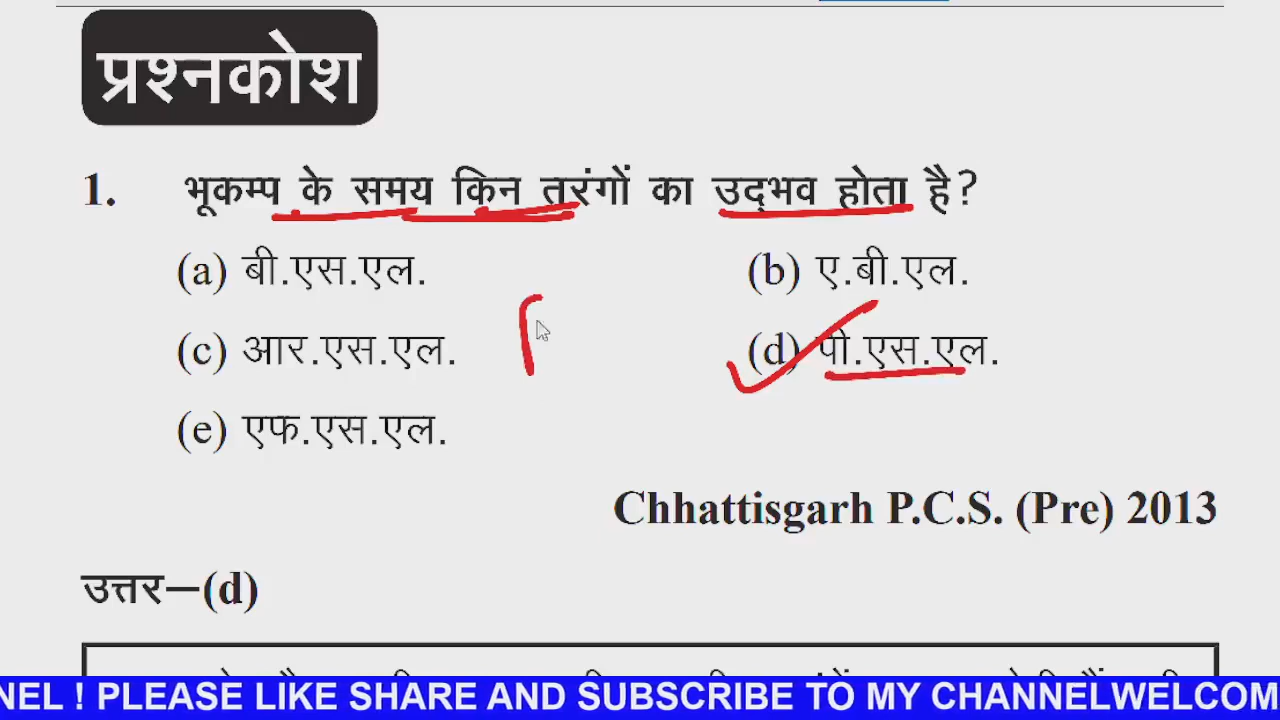 प्रश्नकोश
1. भूकम्प के समय किन तरंगों का उद्भव होता है?
(a) बी.एस.एल. (b) ए.बी.एल.
(c) आर.एस.एल. (d) पी.एस.एल.
(e) एफ.एस.एल.
Chhattisgarh P.C.S. (Pre) 2013
उत्तर—(d)
NEL ! PLEASE LIKE SHARE AND SUBSCRIBE TO MY CHANNELWELCOM